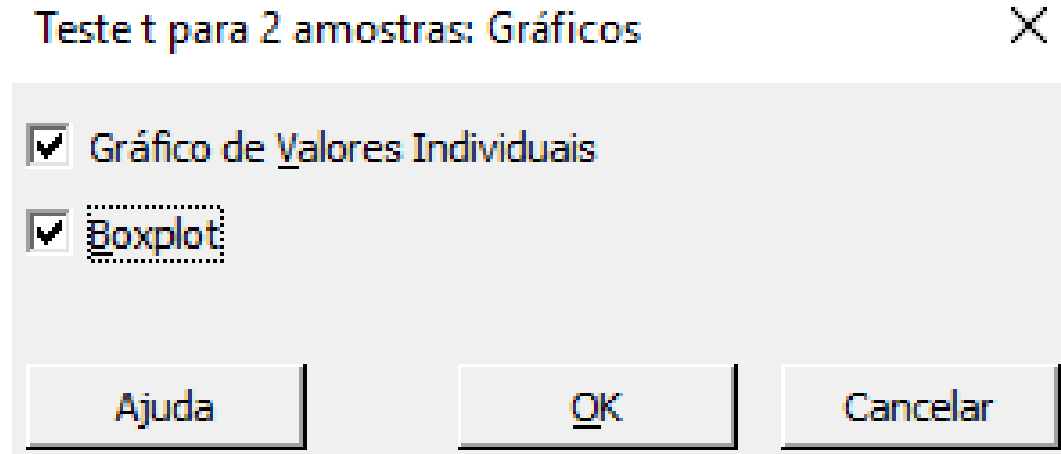 Teste t para 2 amostras: Gráficos
Gráfico de Valores Individuais
Boxplot
Ajuda OK Cancelar